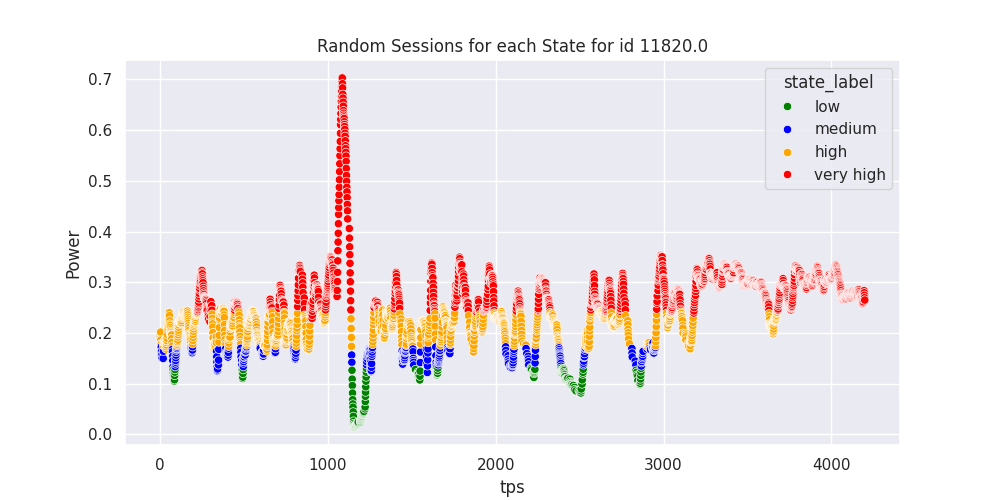 Random Sessions for each State for id 11820.0
Power
0.7
0.6
0.5
0.4
0.3
0.2
0.1
0.0
state_label
low
medium
high
very high
0 1000 2000 3000 4000
tps